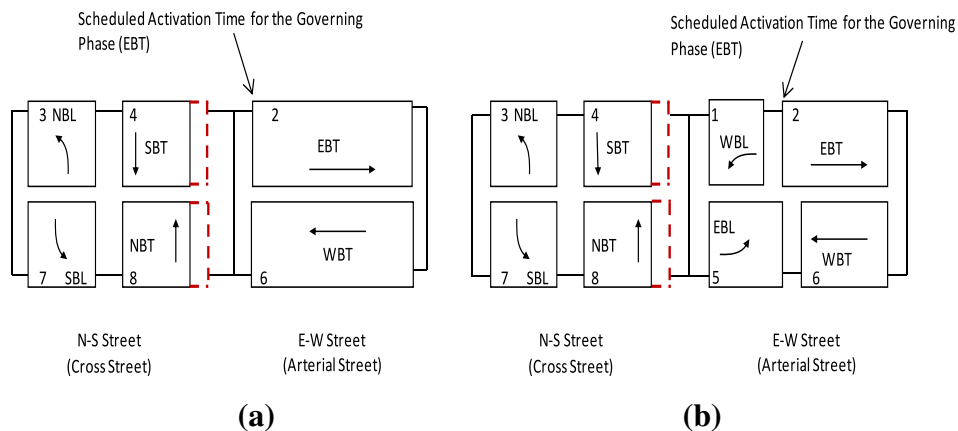 Scheduled Activation Time for the Governing
Phase (EBT)
3 NBL
4
SBT
2
EBT
7 SBL
NBT
8
WBT
6
N-S Street
(Cross Street)
E-W Street
(Arterial Street)
(a)
Scheduled Activation Time for the Governing
Phase (EBT)
3 NBL
4
SBT
1
WBL
2
EBT
7 SBL
NBT
8
EBL
5
WBT
6
N-S Street
(Cross Street)
E-W Street
(Arterial Street)
(b)